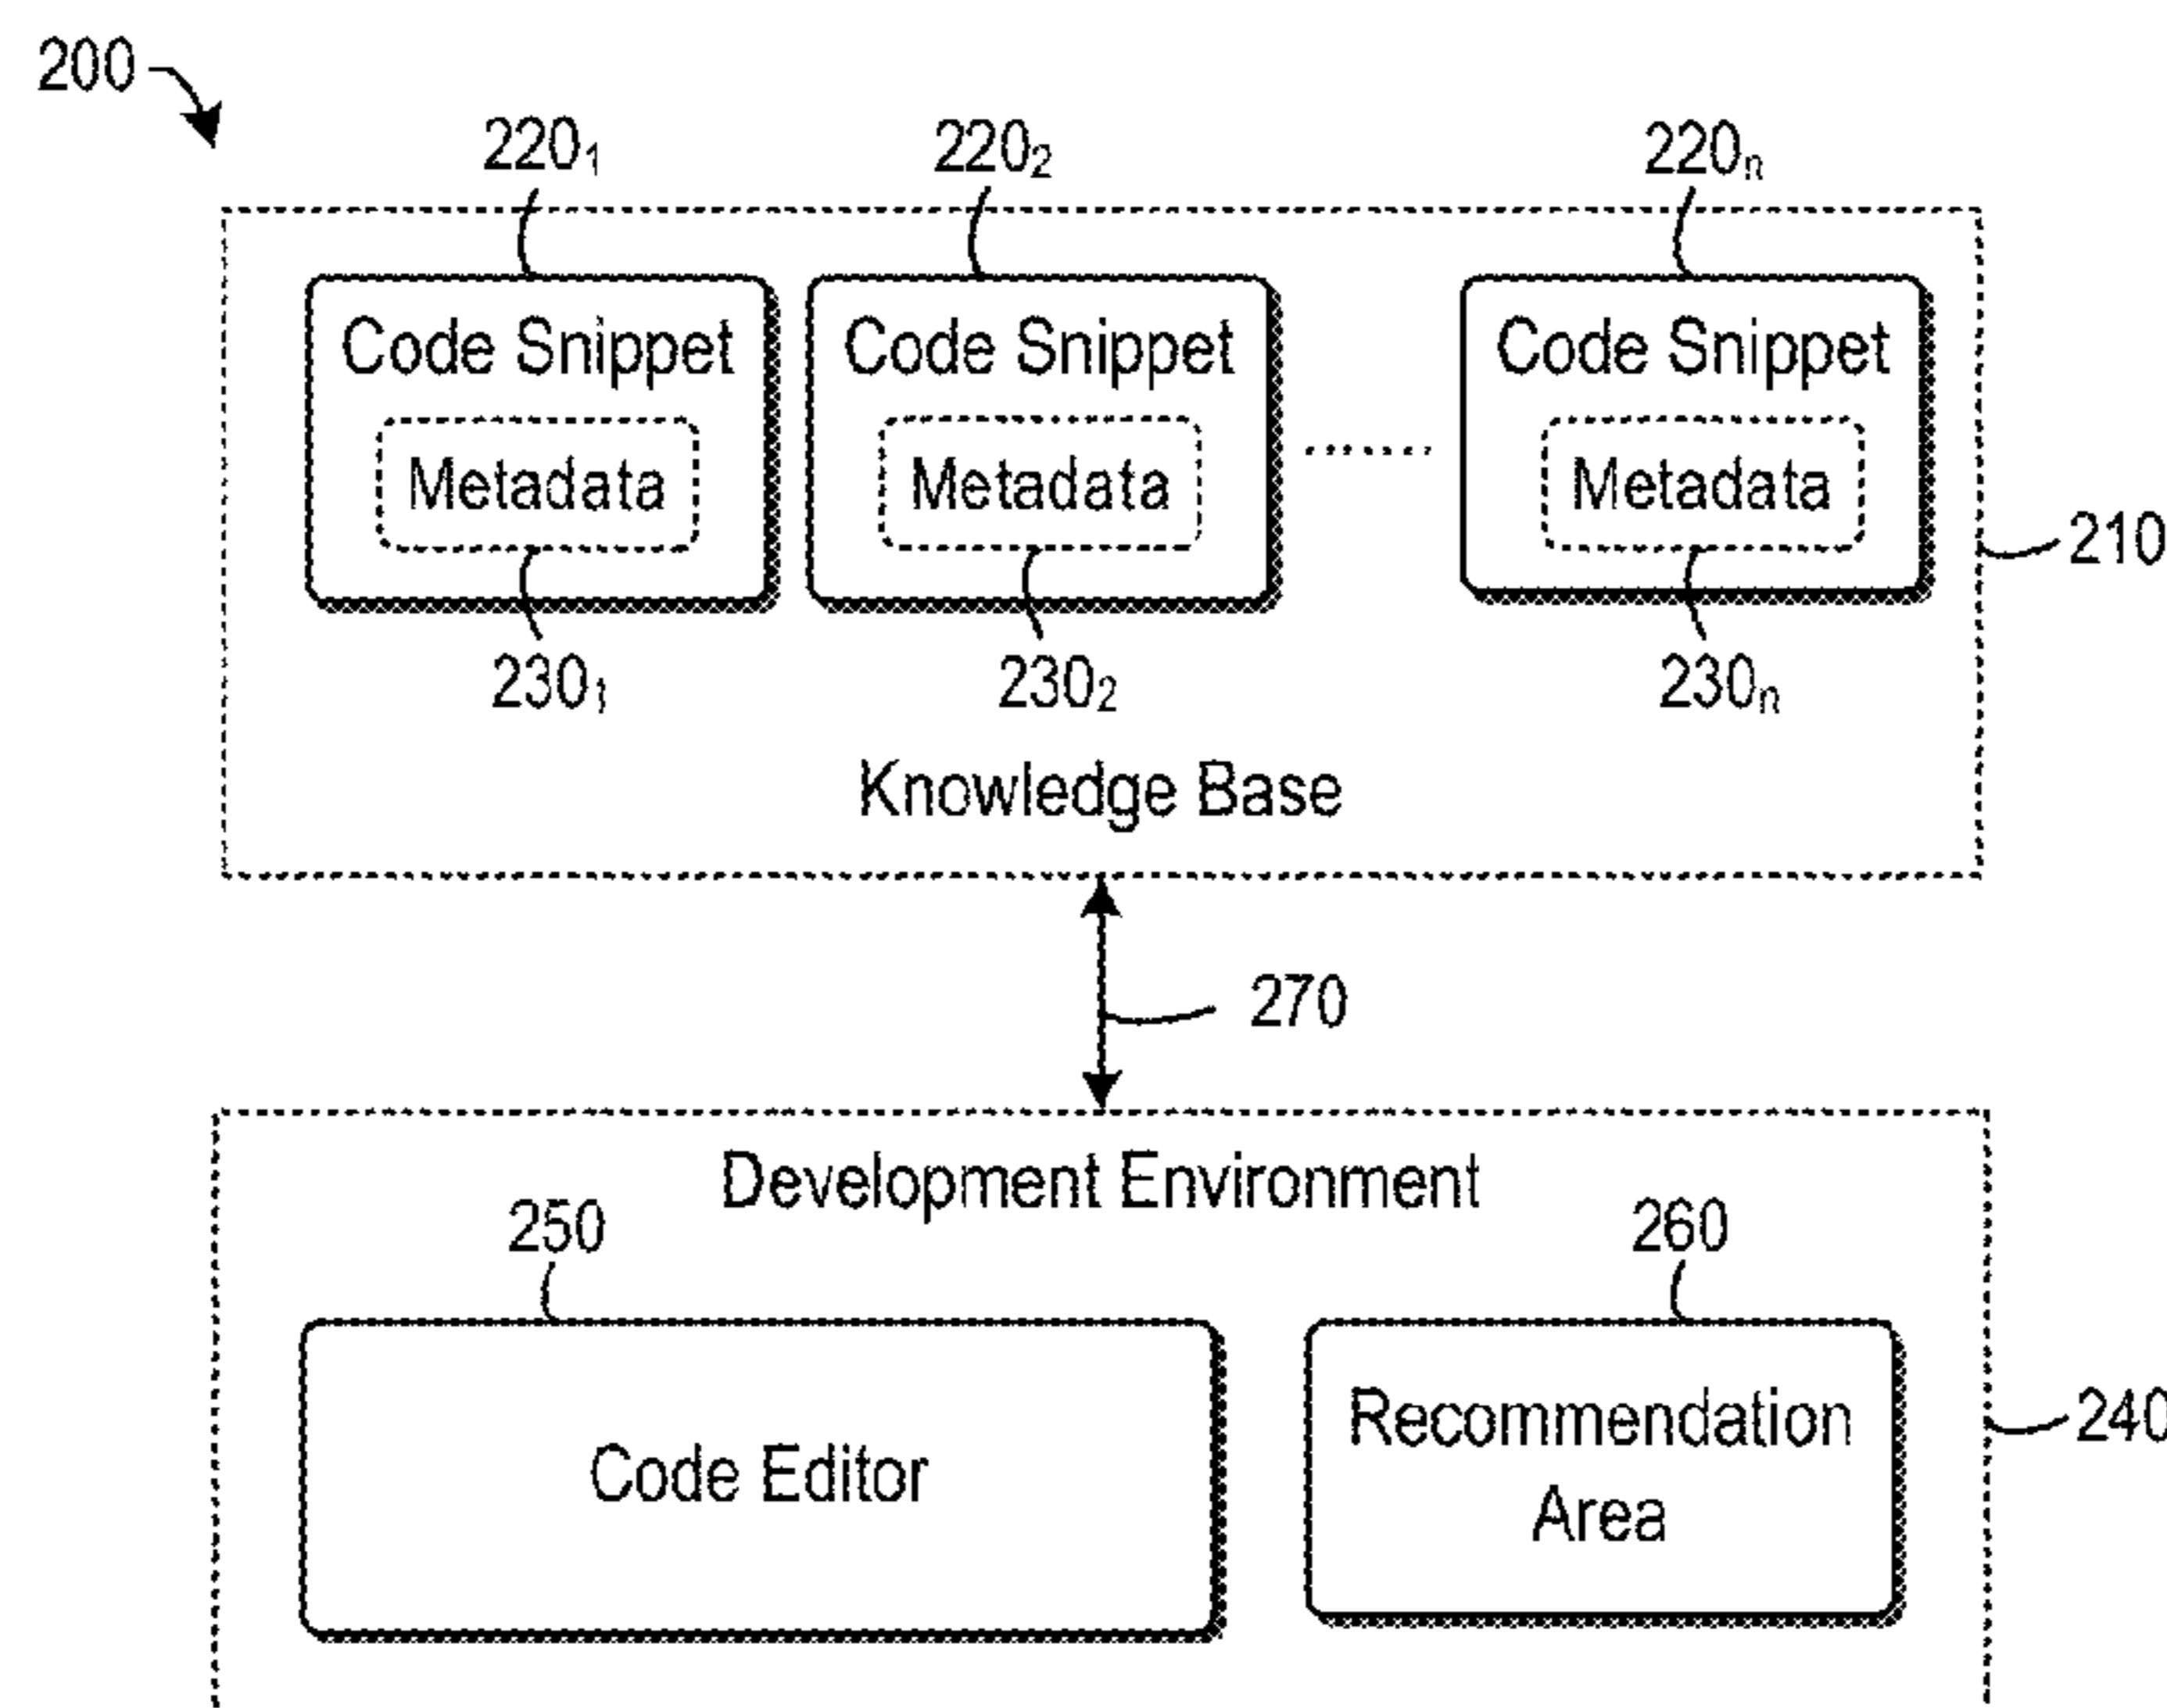 200
220₁ 220₂ 220ₙ
Code Snippet Code Snippet Code Snippet
Metadata Metadata ...... Metadata
210
230₁ 230₂ 230ₙ
Knowledge Base
270
Development Environment
250 260
Code Editor Recommendation
Area
240